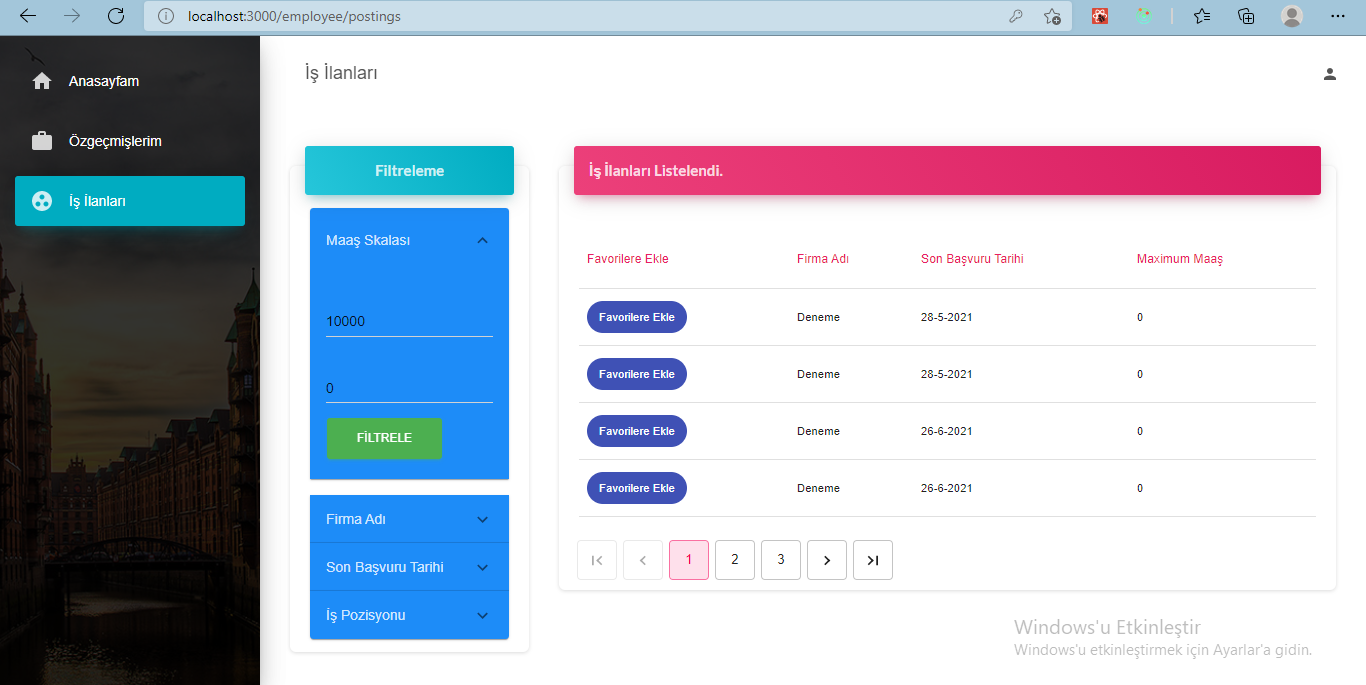 localhost:3000/employee/postings
Anasayfam
Özgeçmişlerim
İş İlanları
İş İlanları
Filtreleme
Maaş Skalası
10000
0
FİLTRELE
Firma Adı
Son Başvuru Tarihi
İş Pozisyonu
İş İlanları Listelendi.
Favorilere Ekle Firma Adı Son Başvuru Tarihi Maximum Maaş
Favorilere Ekle Deneme 28-5-2021 0
Favorilere Ekle Deneme 28-5-2021 0
Favorilere Ekle Deneme 26-6-2021 0
Favorilere Ekle Deneme 26-6-2021 0
1 2 3
Windows'u Etkinleştir
Windows'u etkinleştirmek için Ayarlar'a gidin.